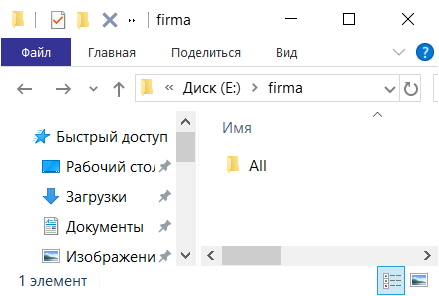 firma
Файл Главная Поделиться Вид
« Диск (E:) > firma
Имя
Быстрый доступ
All
Рабочий стол
Загрузки
Документы
Изображени
1 элемент